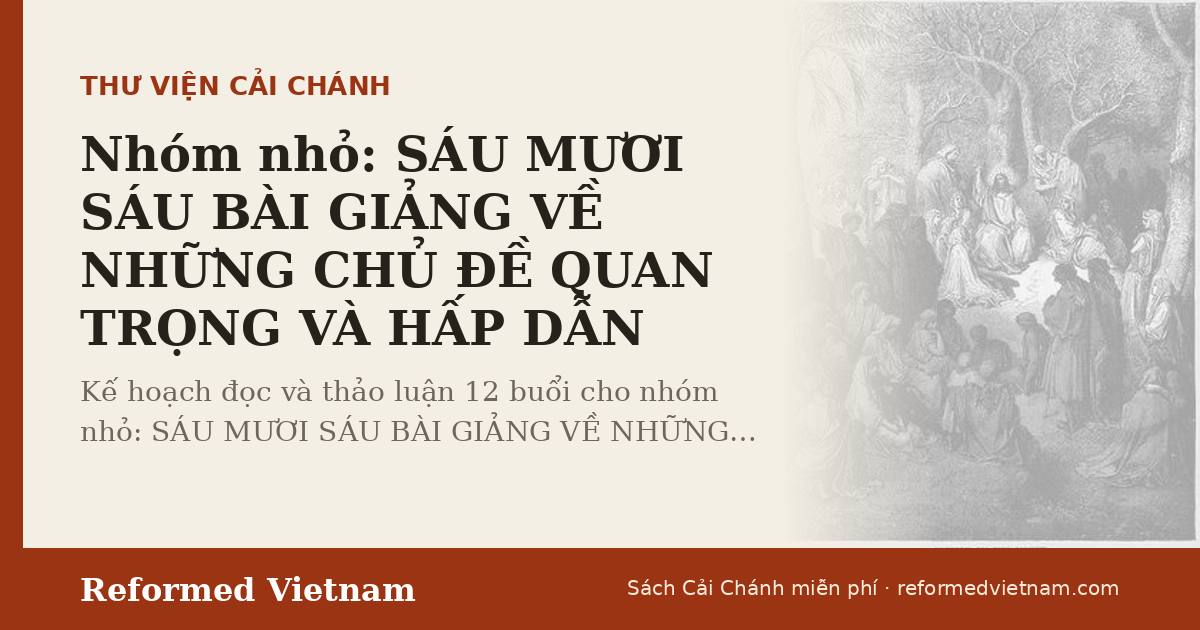 THƯ VIỆN CẢI CHÁNH
Nhóm nhỏ: SÁU MƯƠI
SÁU BÀI GIẢNG VỀ
NHỮNG CHỦ ĐỀ QUAN
TRỌNG VÀ HẤP DẪN
Kế hoạch đọc và thảo luận 12 buổi cho nhóm
nhỏ: SÁU MƯƠI SÁU BÀI GIẢNG VỀ NHỮNG...
Reformed Vietnam
Sách Cải Chánh miễn phí · reformedvietnam.com